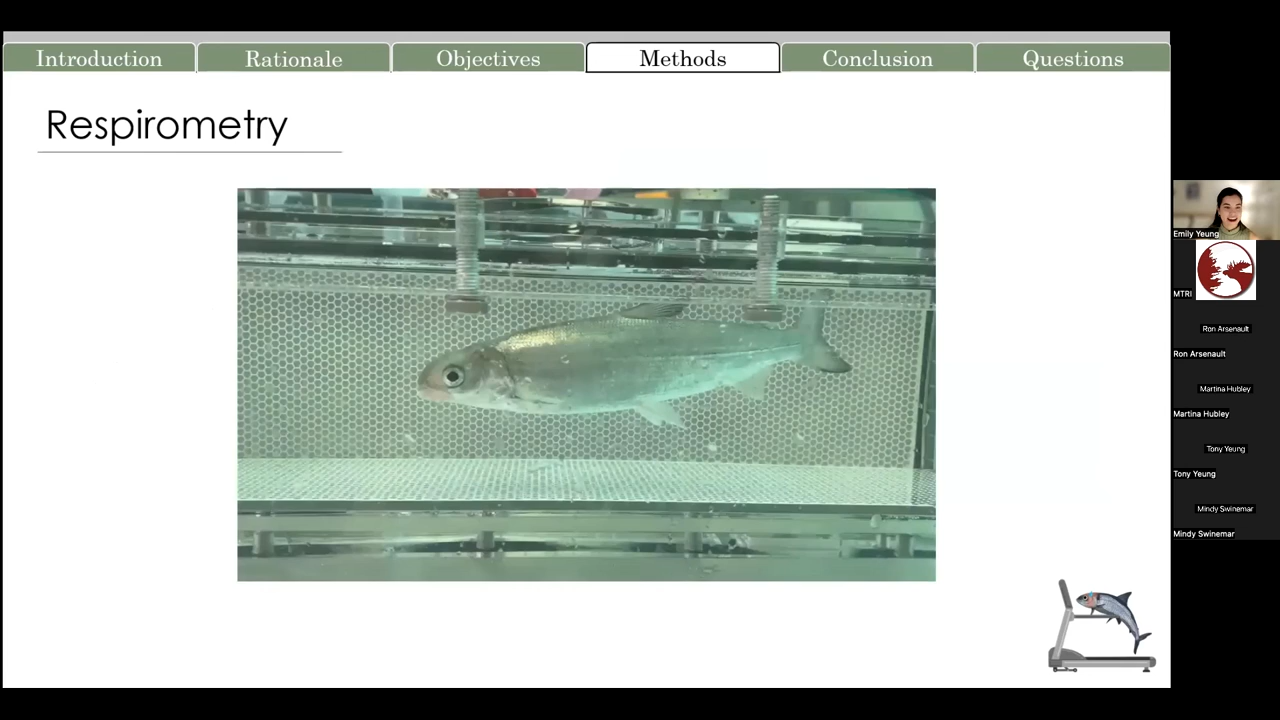 Introduction
Rationale
Objectives
Methods
Conclusion
Questions
Respirometry
Emily Yeung
MTRI
Ron Arsenault
Ron Arsenault
Martina Hubley
Martina Hubley
Tony Yeung
Tony Yeung
Mindy Swinemar
Mindy Swinemar